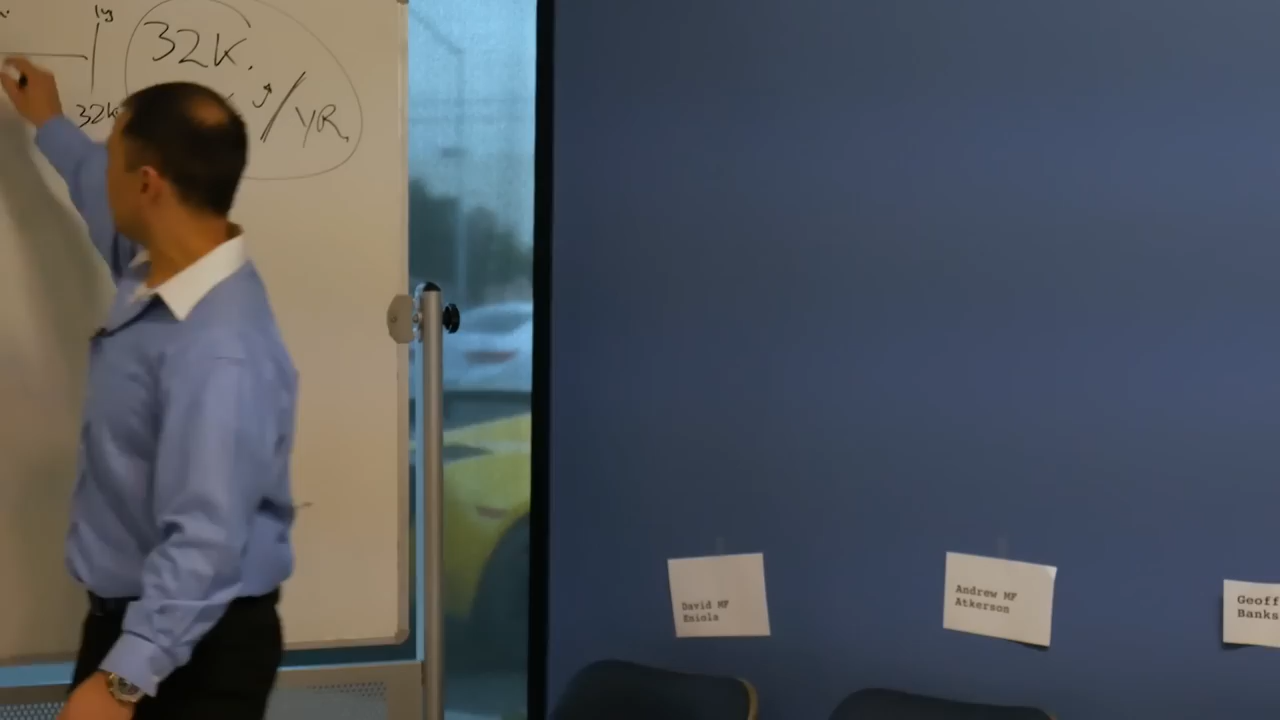 1y
32K.
/YR
32k
David MF
Eniola
Andrew MF
Atkerson
Geoff
Banks